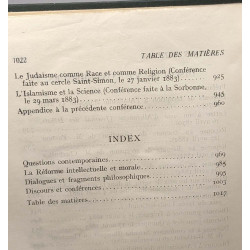 1022
TABLE DES MATIÈRES
Le Judaïsme comme Race et comme Religion (Conférence
faite au cercle Saint-Simon, le 27 janvier 1883) 925
L'Islamisme et la Science (Conférence faite à la Sorbonne,
le 29 mars 1883) 945
Appendice à la précédente conférence 960
INDEX
Questions contemporaines 969
La Réforme intellectuelle et morale 985
Dialogues et fragments philosophiques 995
Discours et conférences 1003
Table des matières